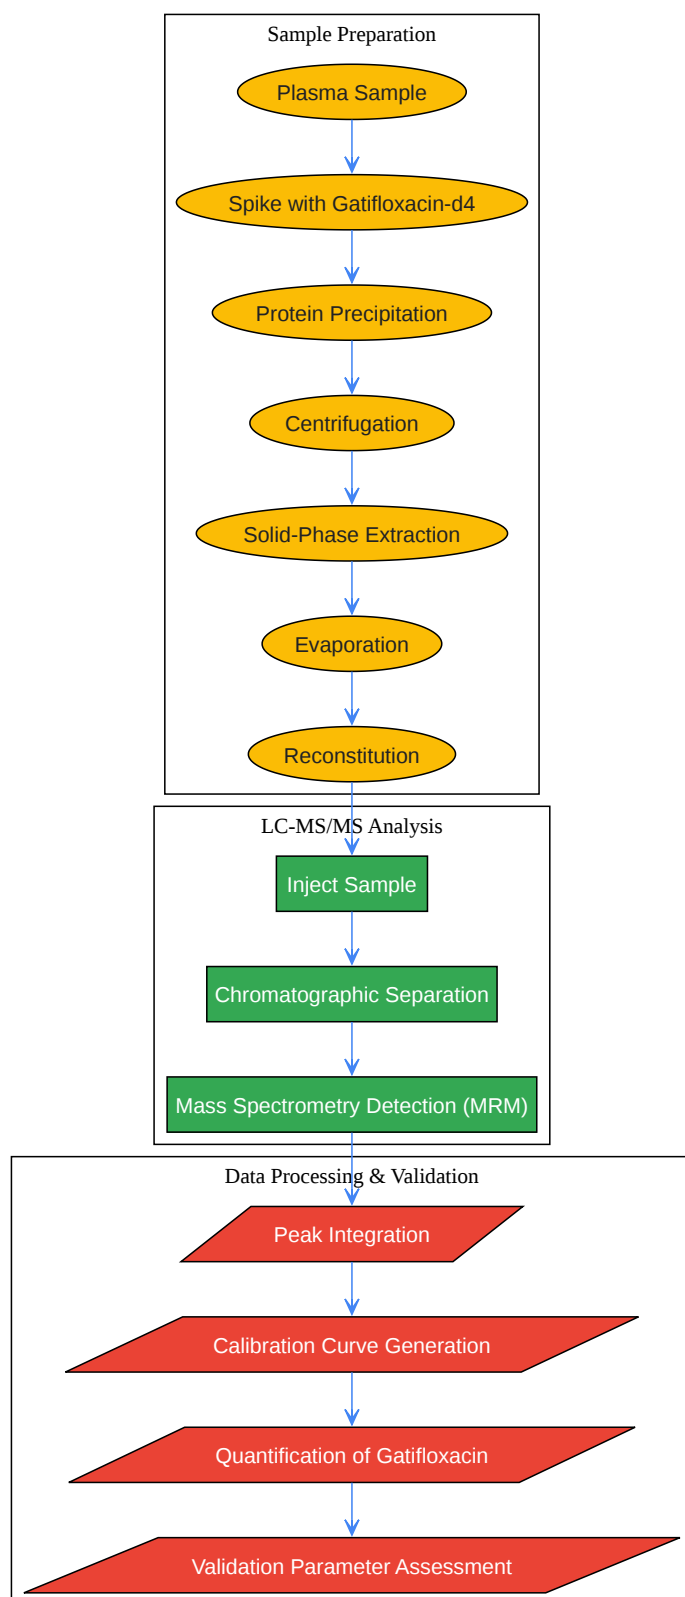 Sample Preparation
Plasma Sample
Spike with Gatifloxacin-d4
Protein Precipitation
Centrifugation
Solid-Phase Extraction
Evaporation
Reconstitution
LC-MS/MS Analysis
Inject Sample
Chromatographic Separation
Mass Spectrometry Detection (MRM)
Data Processing & Validation
Peak Integration
Calibration Curve Generation
Quantification of Gatifloxacin
Validation Parameter Assessment